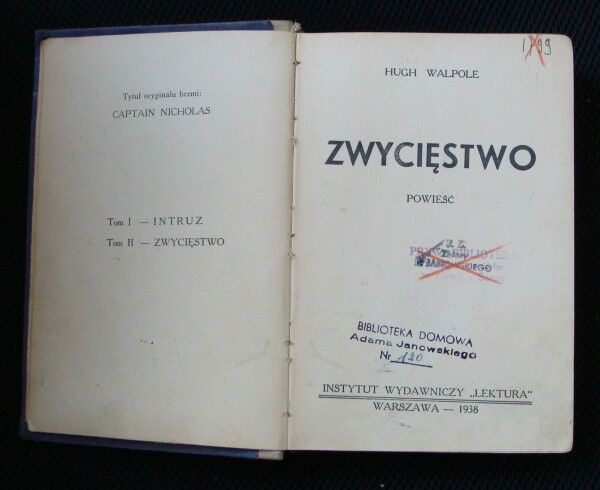 Tytuł oryginału brzmi:
CAPTAIN NICHOLAS
Tom I — INTRUZ
Tom II — ZWYCIĘSTWO
HUGH WALPOLE
ZWYCIĘSTWO
POWIEŚĆ
JANOWSKIEGO
BIBLIOTEKA DOMOWA
Adama Janowskiego
Nr 120
INSTYTUT WYDAWNICZY „LEKTURA"
WARSZAWA — 1938